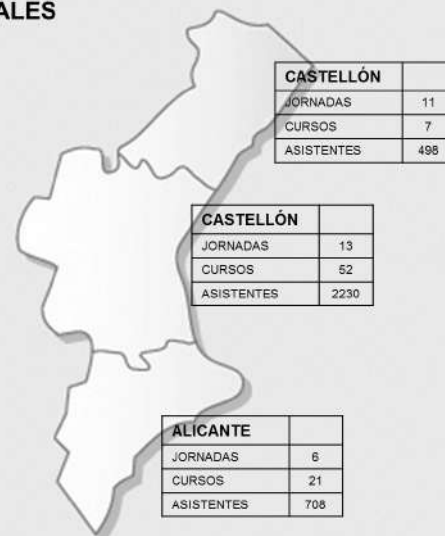 ALES
CASTELLÓN
JORNADAS 11
CURSOS 7
ASISTENTES 498
CASTELLÓN
JORNADAS 13
CURSOS 52
ASISTENTES 2230
ALICANTE
JORNADAS 6
CURSOS 21
ASISTENTES 708